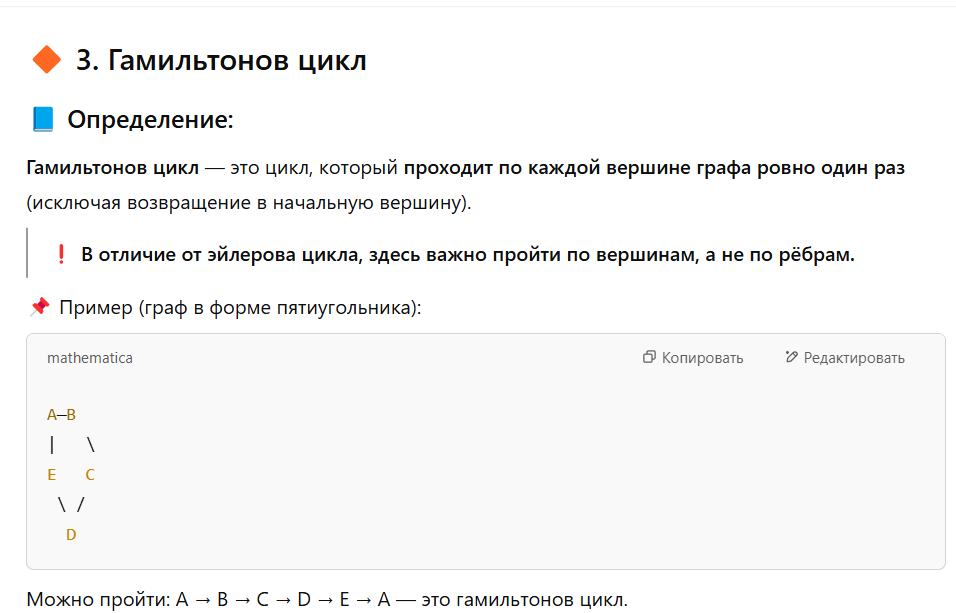 3. Гамильтонов цикл
Определение:
Гамильтонов цикл — это цикл, который проходит по каждой вершине графа ровно один раз
(исключая возвращение в начальную вершину).
В отличие от эйлерова цикла, здесь важно пройти по вершинам, а не по рёбрам.
Пример (граф в форме пятиугольника):
mathematica Копировать Редактировать
A—B
|   \
E   C
 \ /
  D
Можно пройти: A → B → C → D → E → A — это гамильтонов цикл.